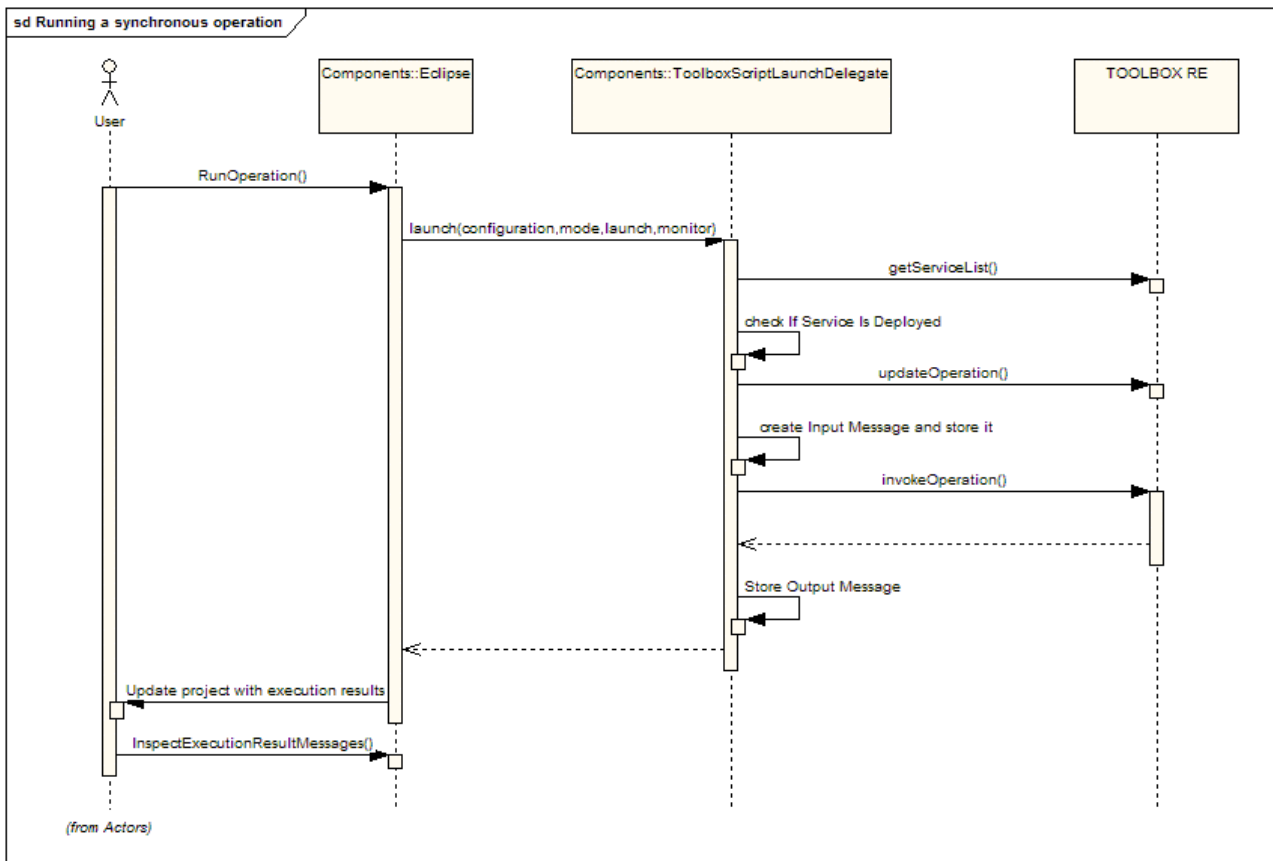 sd Running a synchronous operation
Components::Eclipse
Components::ToolboxScriptLaunchDelegate
TOOLBOX RE
User
RunOperation()
launch(configuration,mode,launch,monitor)
getServiceList()
check If Service Is Deployed
updateOperation()
create Input Message and store it
invokeOperation()
Store Output Message
Update project with execution results
InspectExecutionResultMessages()
(from Actors)